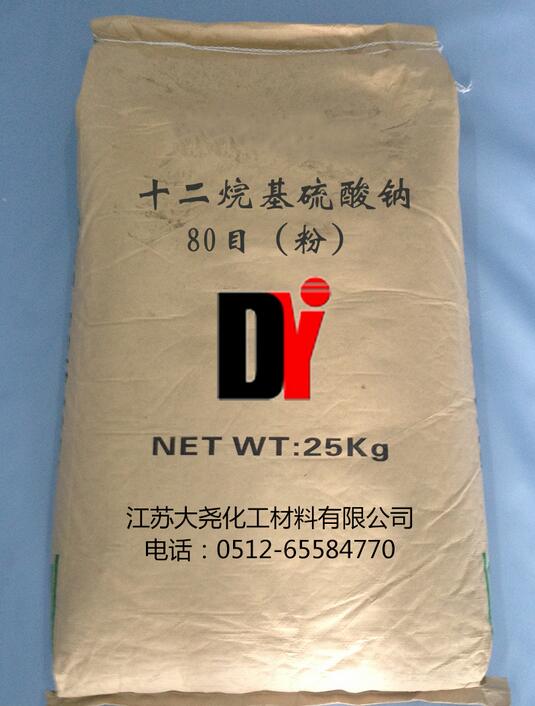 十二烷基硫酸钠
80目（粉）
DY
NET WT:25Kg
江苏大尧化工材料有限公司
电话：0512-65584770